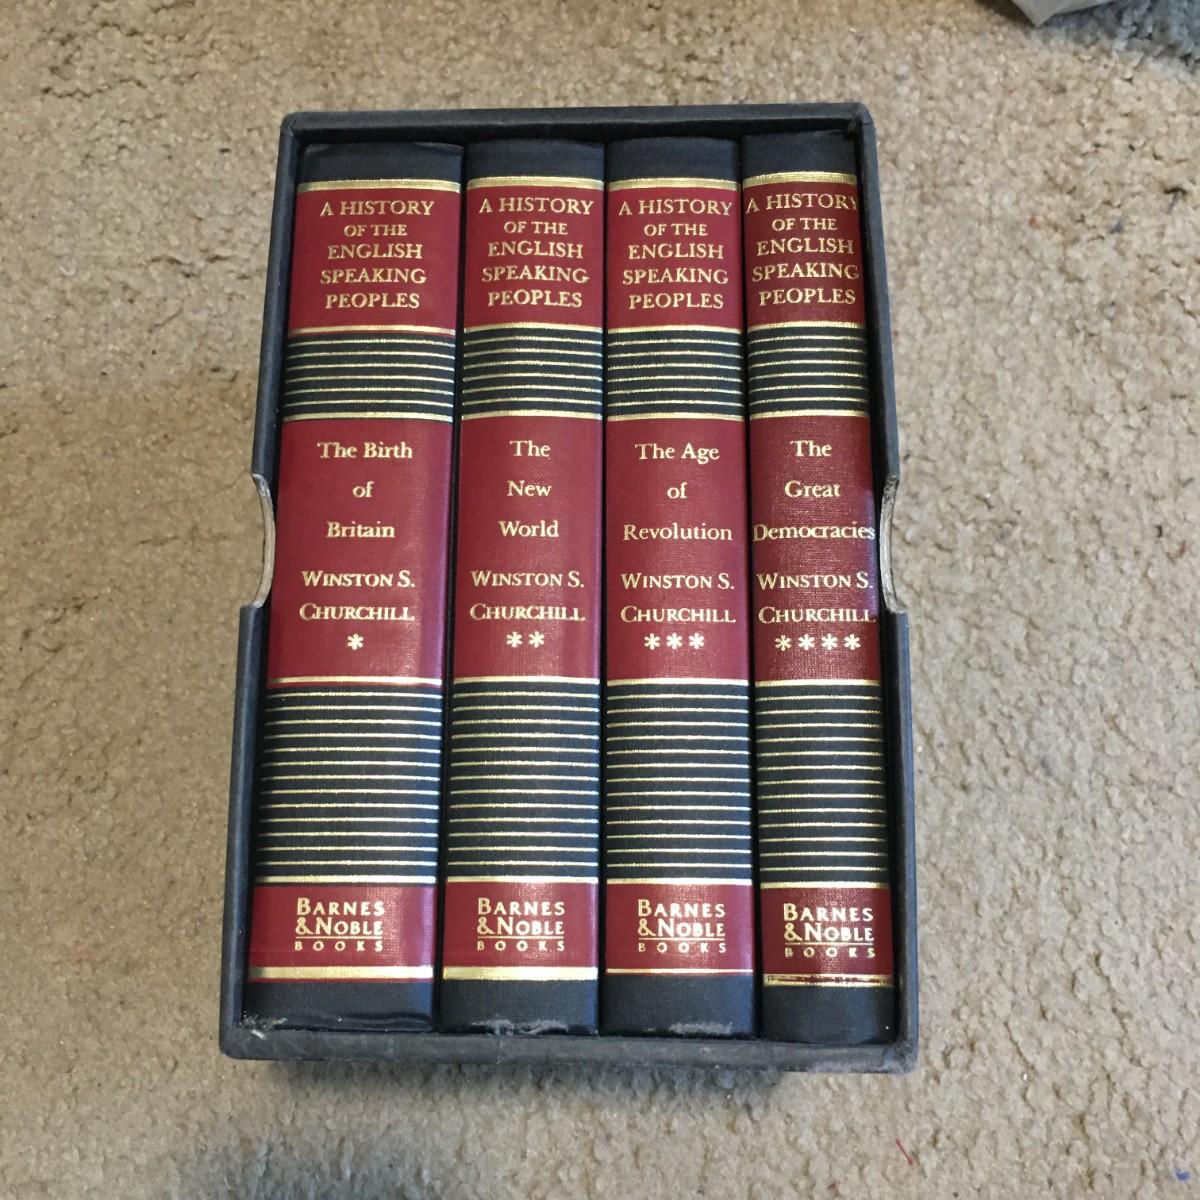 A HISTORY
OF THE
ENGLISH
SPEAKING
PEOPLES
The Birth
of
Britain
WINSTON S.
CHURCHILL
*
BARNES
&NOBLE
BOOKS
A HISTORY
OF THE
ENGLISH
SPEAKING
PEOPLES
The
New
World
WINSTON S.
CHURCHILL
**
BARNES
&NOBLE
BOOKS
A HISTORY
OF THE
ENGLISH
SPEAKING
PEOPLES
The Age
of
Revolution
WINSTON S.
CHURCHILL
***
BARNES
&NOBLE
BOOKS
A HISTORY
OF THE
ENGLISH
SPEAKING
PEOPLES
The
Great
Democracies
WINSTON S.
CHURCHILL
****
BARNES
&NOBLE
BOOKS